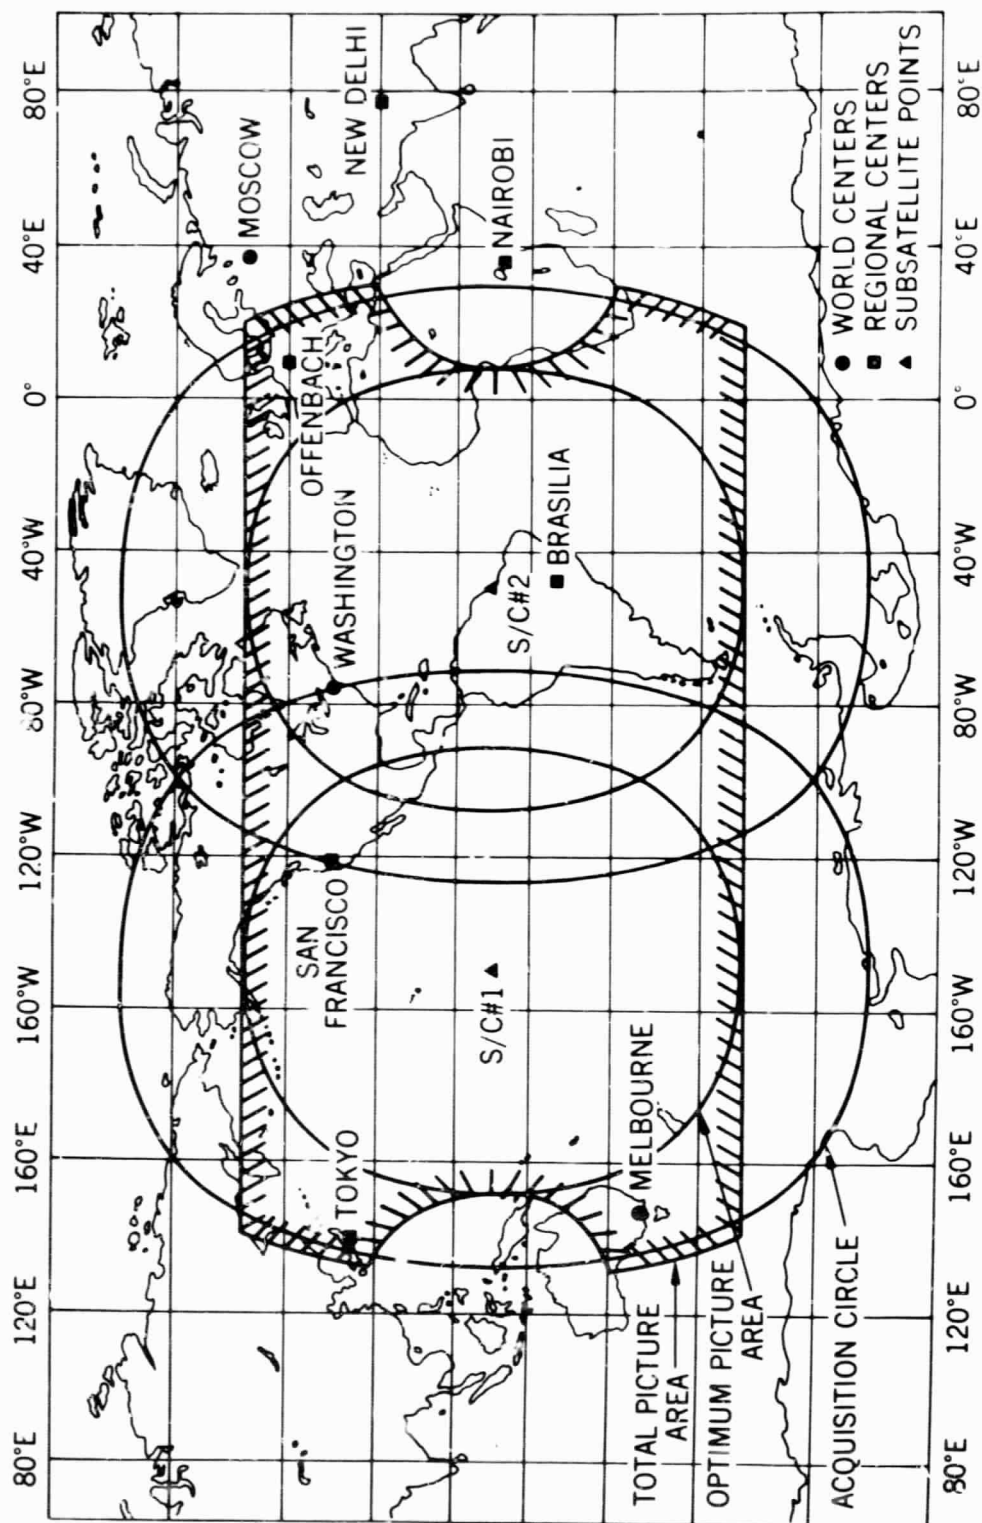 80°E
120°E
160°E
160°W
120°W
80°W
40°W
0°
40°E
80°E
MOSCOW
OFFENBACH
NEW DELHI
WASHINGTON
SAN
FRANCISCO
TOKYO
NAIROBI
S/C#1
S/C#2
BRASILIA
MELBOURNE
TOTAL PICTURE
AREA
OPTIMUM PICTURE
AREA
ACQUISITION CIRCLE
WORLD CENTERS
REGIONAL CENTERS
SUBSATELLITE POINTS
80°E
120°E
160°E
160°W
120°W
80°W
40°W
0°
40°E
80°E